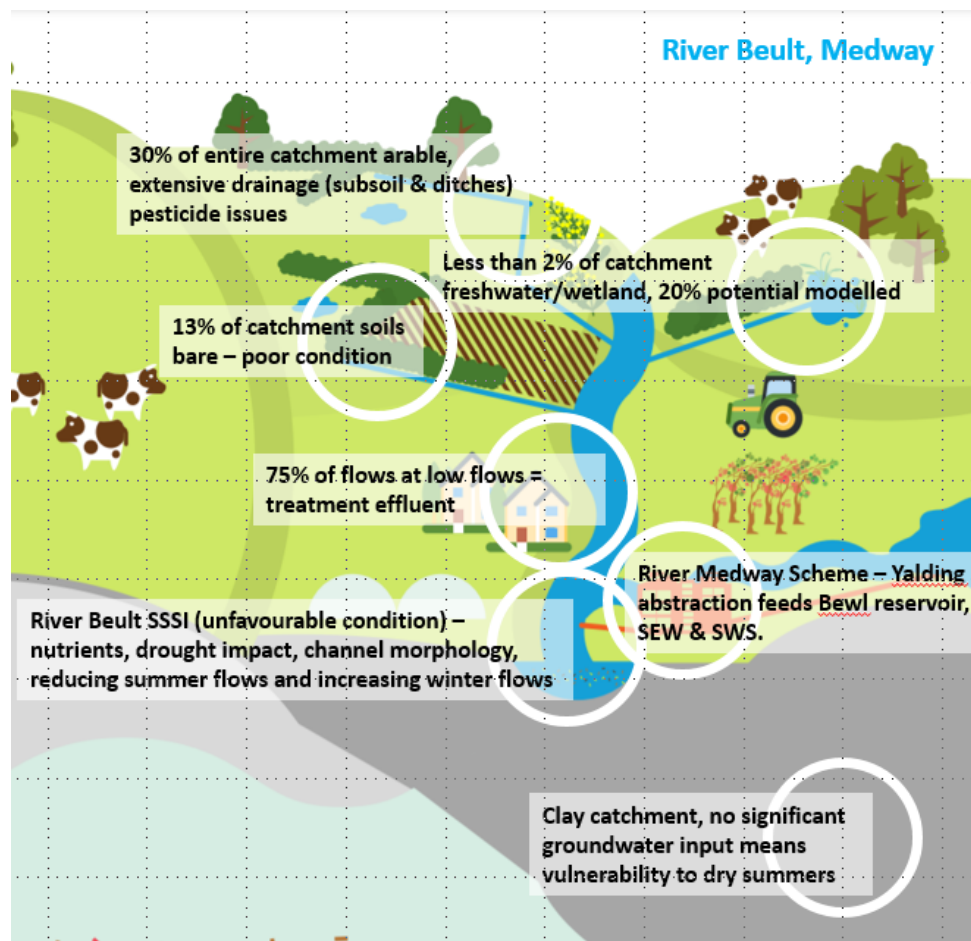 River Beult, Medway
30% of entire catchment arable,
extensive drainage (subsoil & ditches)
pesticide issues
Less than 2% of catchment
freshwater/wetland, 20% potential modelled
13% of catchment soils
bare – poor condition
75% of flows at low flows =
treatment effluent
River Medway Scheme – Yalding
abstraction feeds Bewl reservoir,
SEW & SWS.
River Beult SSSI (unfavourable condition) –
nutrients, drought impact, channel morphology,
reducing summer flows and increasing winter flows
Clay catchment, no significant
groundwater input means
vulnerability to dry summers